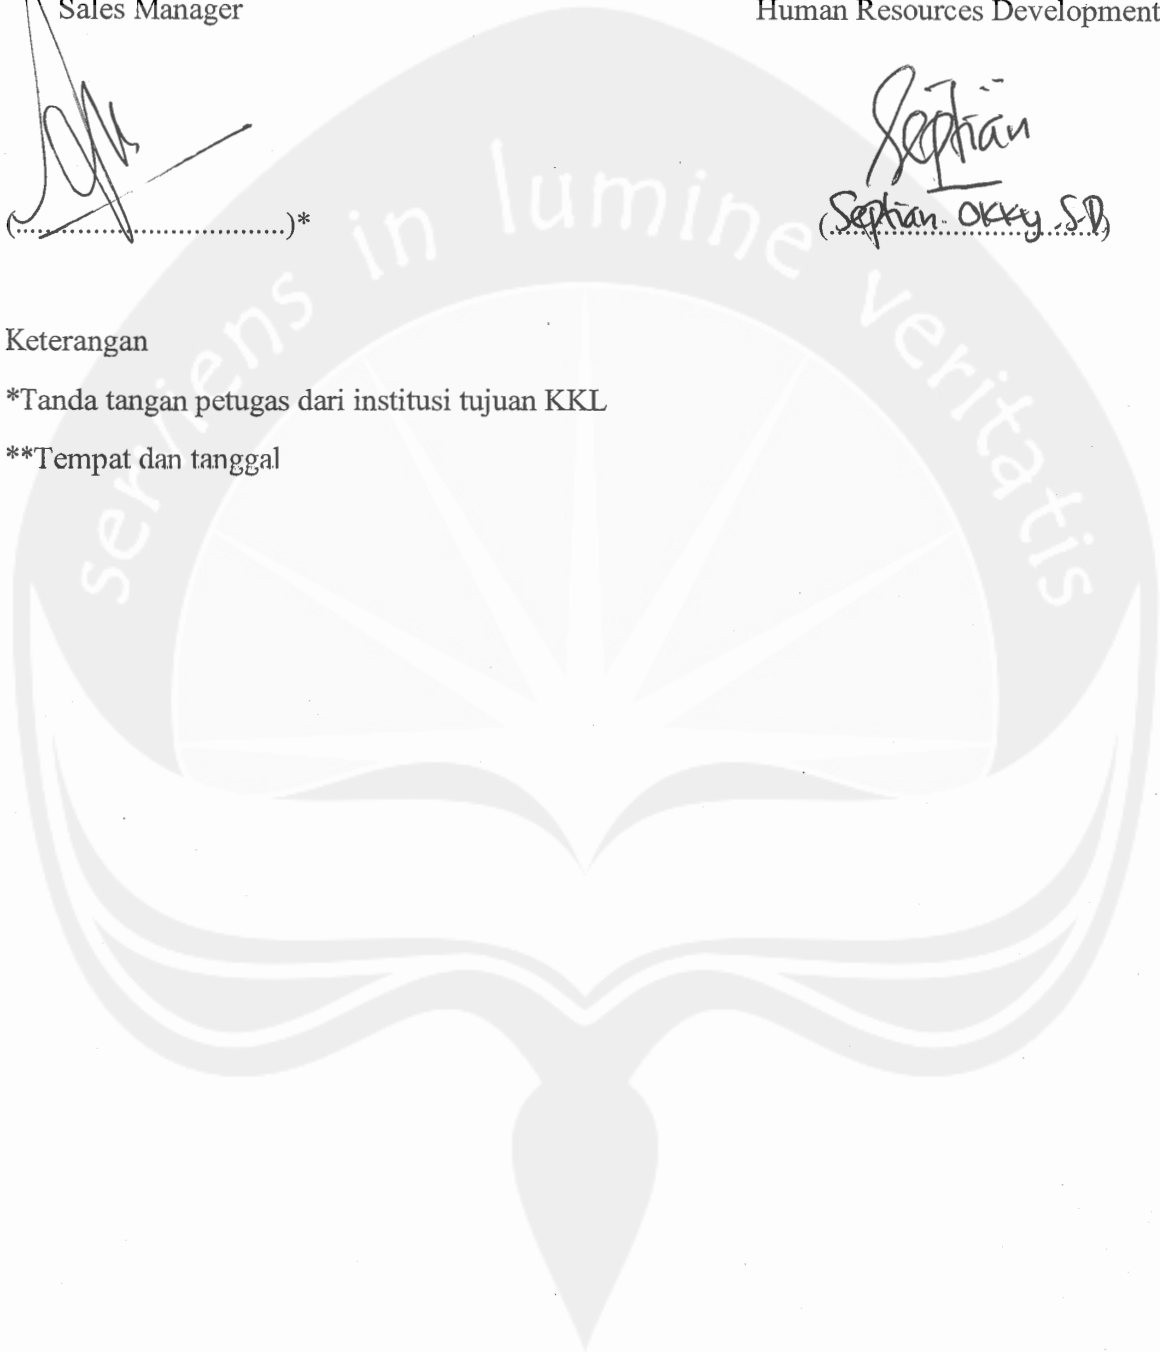 Sales Manager Human Resources Development
Septian
(..................................)* (Septian Okky .S.D)
serviens in lumine veritatis
Keterangan
*Tanda tangan petugas dari institusi tujuan KKL
**Tempat dan tanggal